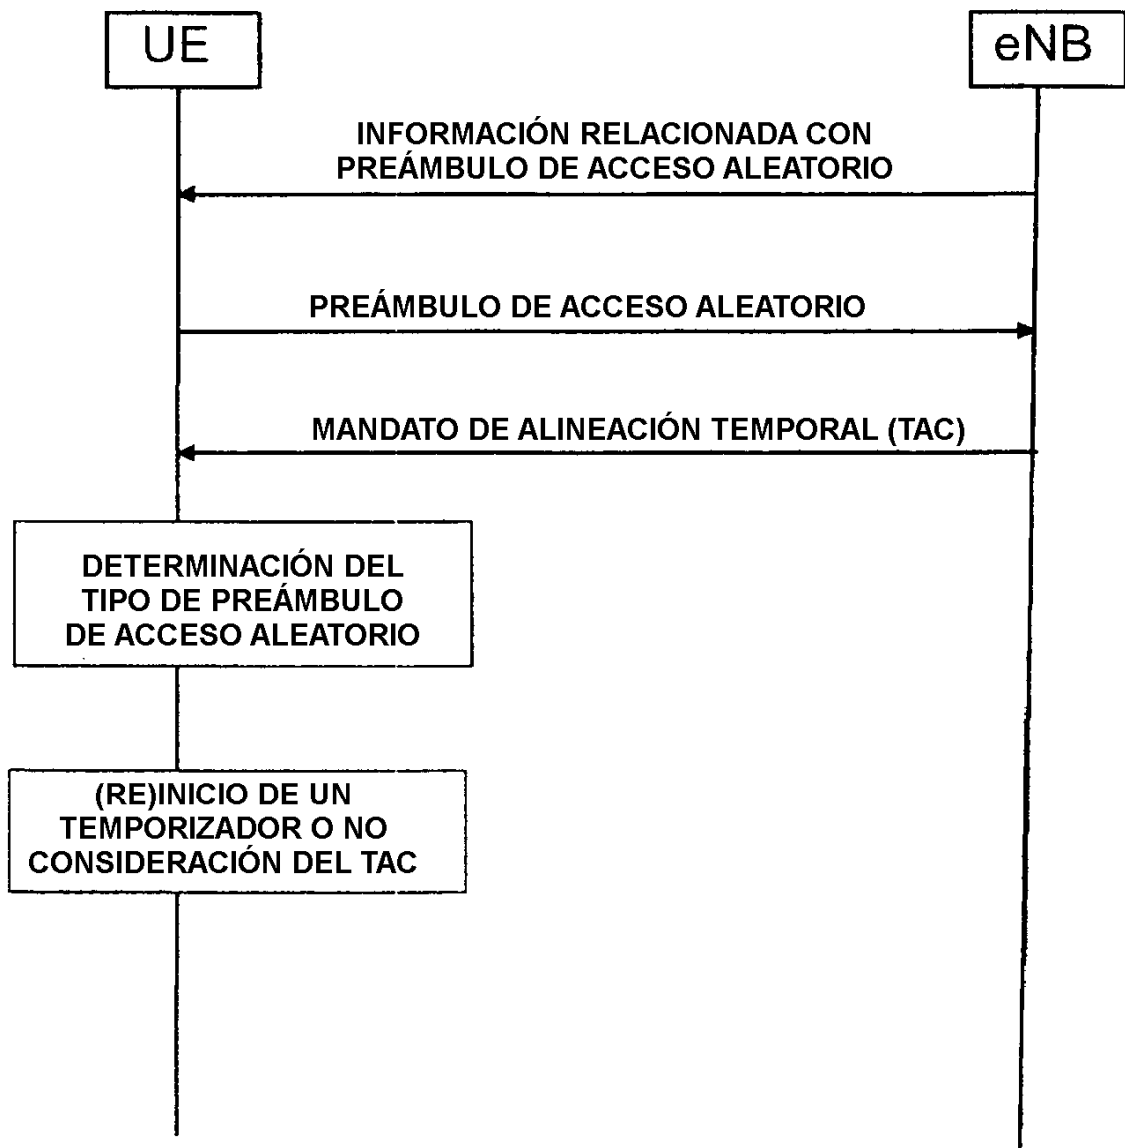 UE
eNB
INFORMACIÓN RELACIONADA CON
PREÁMBULO DE ACCESO ALEATORIO
PREÁMBULO DE ACCESO ALEATORIO
MANDATO DE ALINEACIÓN TEMPORAL (TAC)
DETERMINACIÓN DEL
TIPO DE PREÁMBULO
DE ACCESO ALEATORIO
(RE)INICIO DE UN
TEMPORIZADOR O NO
CONSIDERACIÓN DEL TAC